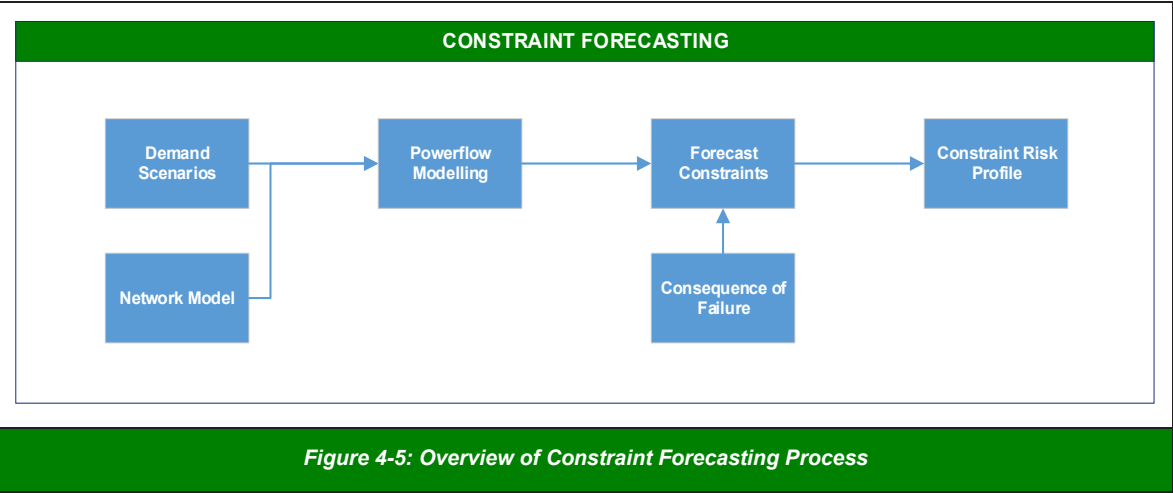 CONSTRAINT FORECASTING
Demand
Scenarios
Powerflow
Modelling
Forecast
Constraints
Constraint Risk
Profile
Network Model
Consequence of
Failure
Figure 4-5: Overview of Constraint Forecasting Process